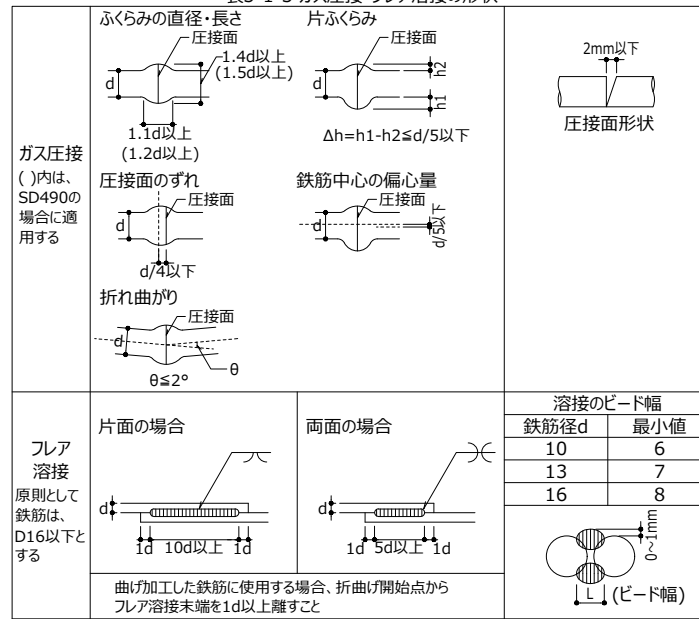 ガス圧接
( )内は、
SD490の
場合に適
用する
ふくらみの直径・長さ
圧接面
1.4d以上
(1.5d以上)
d
1.1d以上
(1.2d以上)
片ふくらみ
圧接面
d
h2
h1
Δh=h1-h2≦d/5以下
2mm以下
圧接面形状
圧接面のずれ
圧接面
d
d/4以下
鉄筋中心の偏心量
圧接面
d
d/5以下
折れ曲がり
圧接面
d
θ
θ≦2°
フレア
溶接
原則として
鉄筋は、
D16以下と
する
片面の場合
d
1d 10d以上 1d
両面の場合
d
1d 5d以上 1d
曲げ加工した鉄筋に使用する場合、折曲げ開始点から
フレア溶接末端を1d以上離すこと
溶接のビード幅
鉄筋径d 最小値
10 6
13 7
16 8
0~1mm
L (ビード幅)